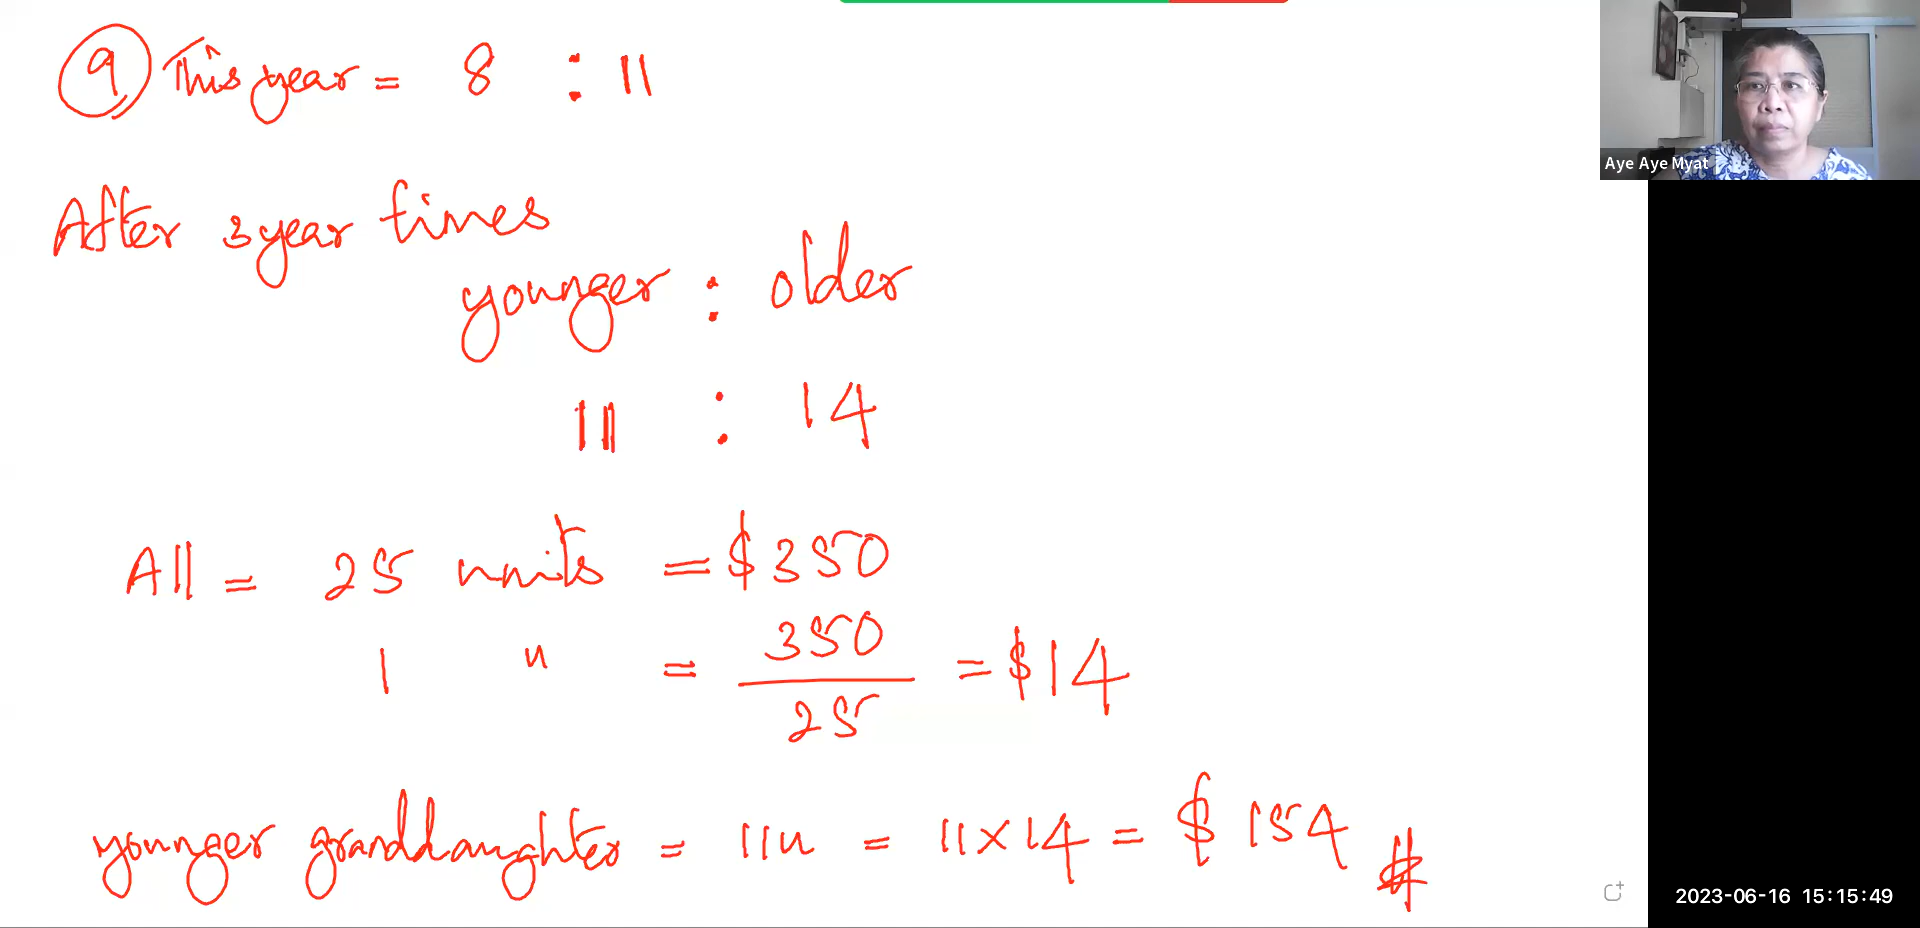 9 This year = 8 : 11
After 3 year times
younger : older
11 : 14
All = 25 units = $350
1 u = 350/25 = $14
younger granddaughter = 11u = 11×14 = $154 #
Aye Aye Myat
2023-06-16 15:15:49